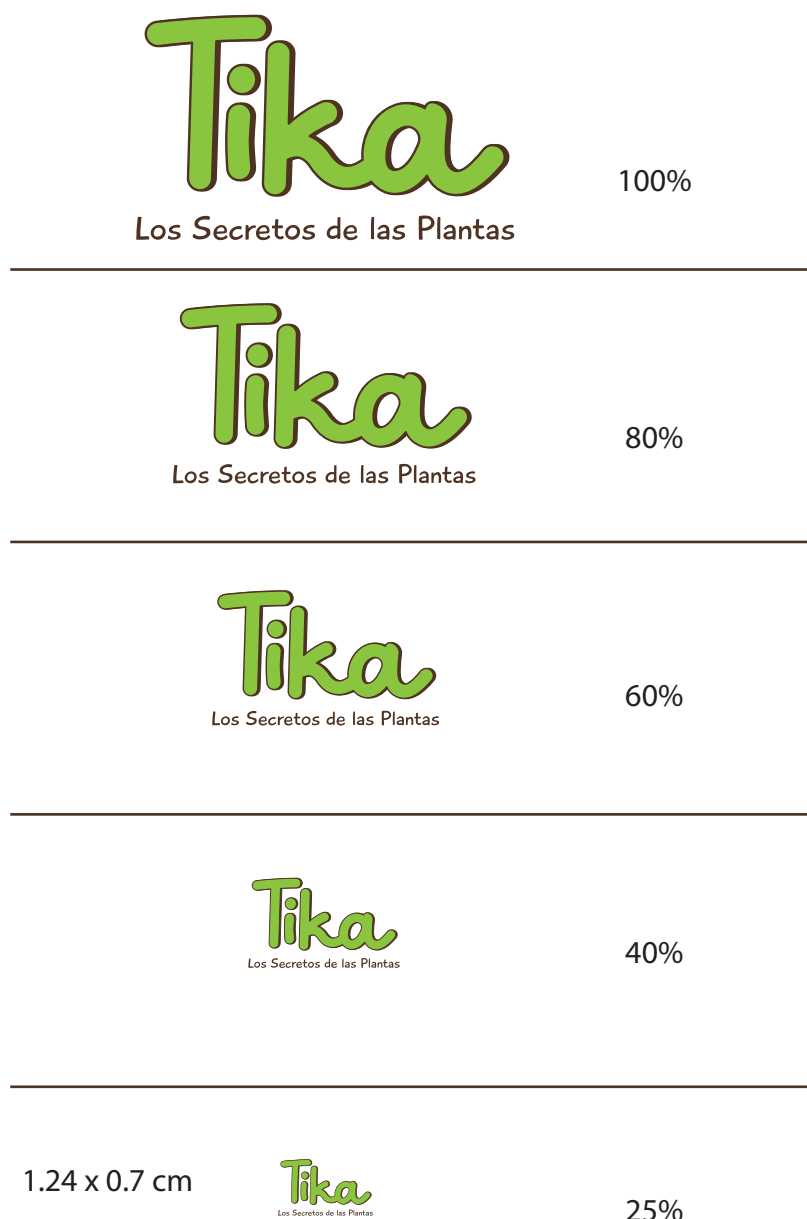 Tika
100%
Los Secretos de las Plantas
Tika
80%
Los Secretos de las Plantas
Tika
60%
Los Secretos de las Plantas
Tika
40%
Los Secretos de las Plantas
1.24 x 0.7 cm
Tika
25%
Los Secretos de las Plantas